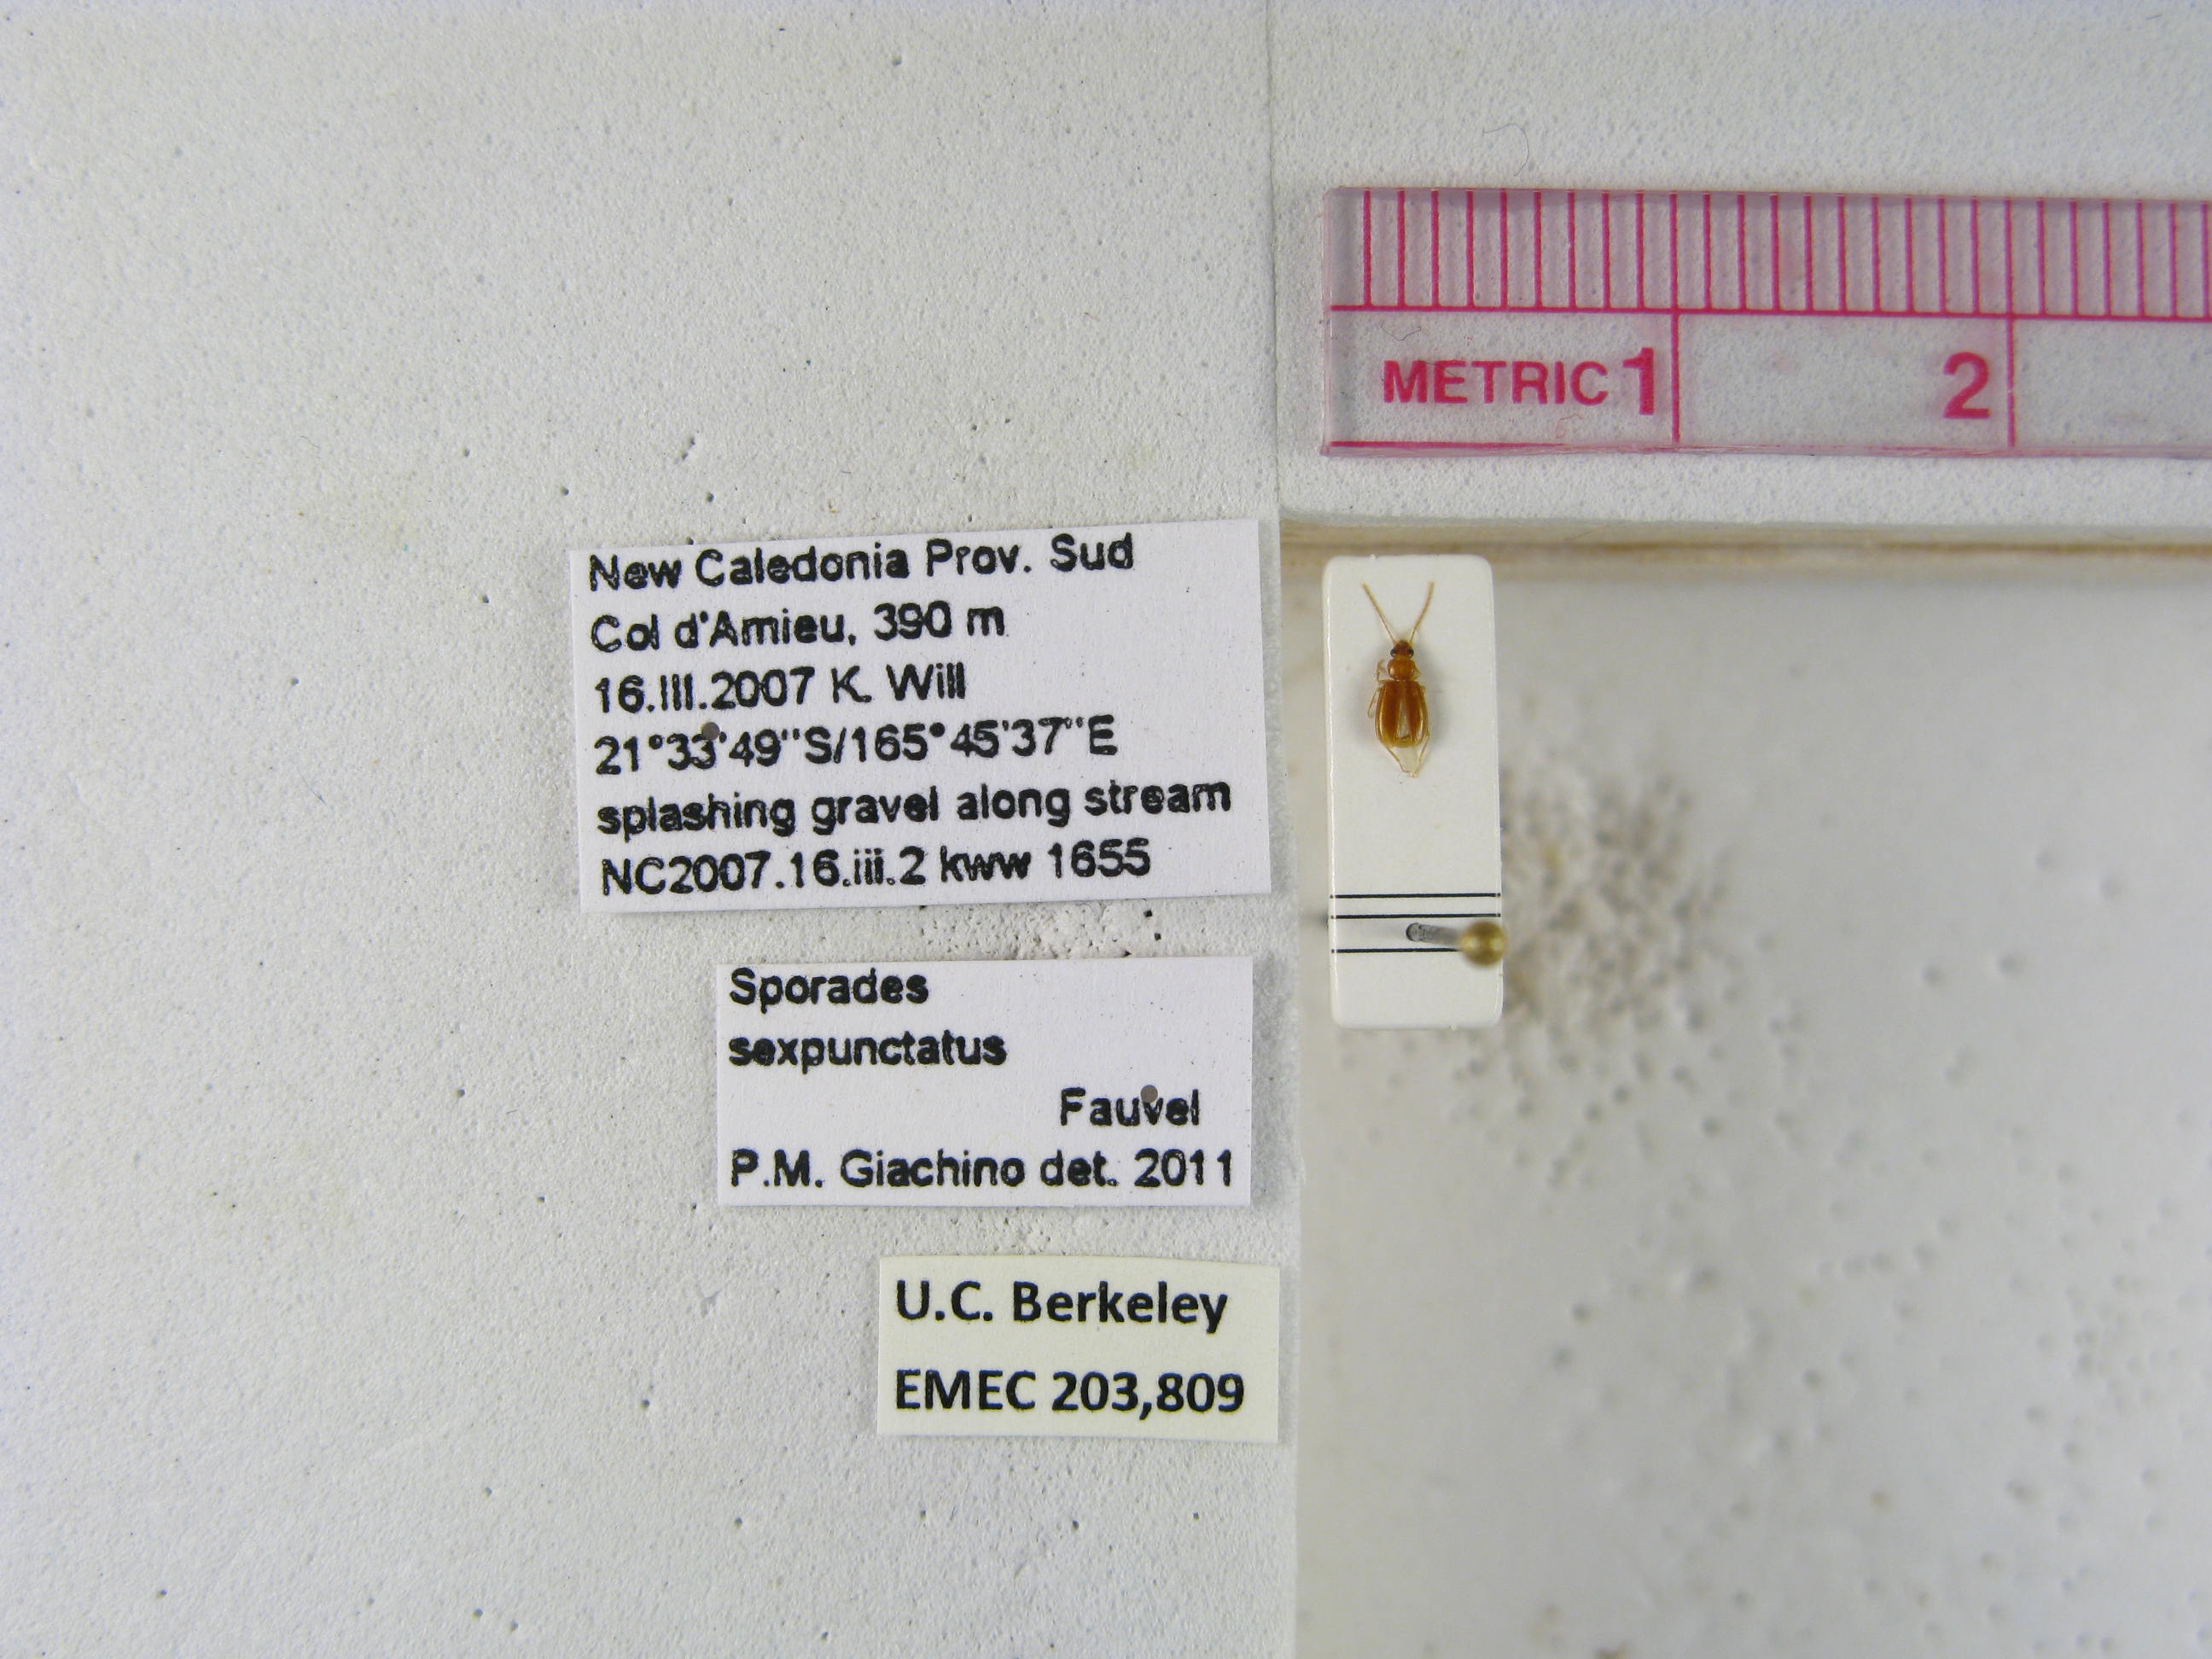 METRIC 1 2
New Caledonia Prov. Sud
Col d'Amieu, 390 m
16.III.2007 K. Will
21°33'49''S/165°45'37''E
splashing gravel along stream
NC2007.16.iii.2 kww 1655
Sporades
sexpunctatus
Fauvel
P.M. Giachino det. 2011
U.C. Berkeley
EMEC 203,809